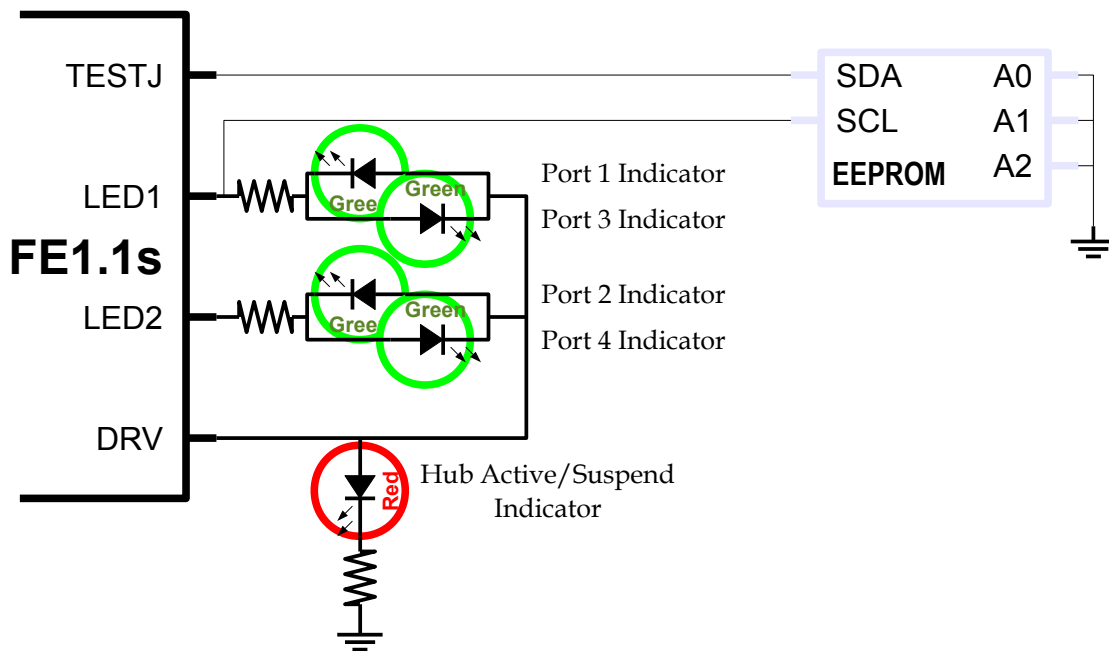 TESTJ
SDA A0
SCL A1
A2
EEPROM
LED1
Green
Gree
Port 1 Indicator
Port 3 Indicator
FE1.1s
LED2
Green
Gree
Port 2 Indicator
Port 4 Indicator
DRV
Red
Hub Active/Suspend
Indicator